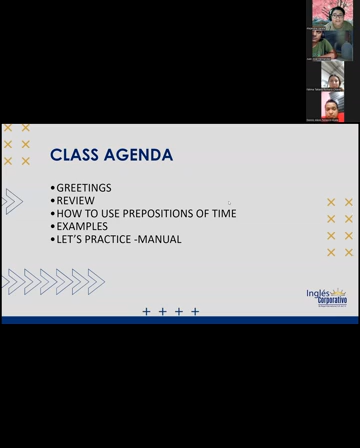 CLASS AGENDA
•GREETINGS
•REVIEW
•HOW TO USE PREPOSITIONS OF TIME
•EXAMPLES
•LET'S PRACTICE -MANUAL
Inglés
Corporativo